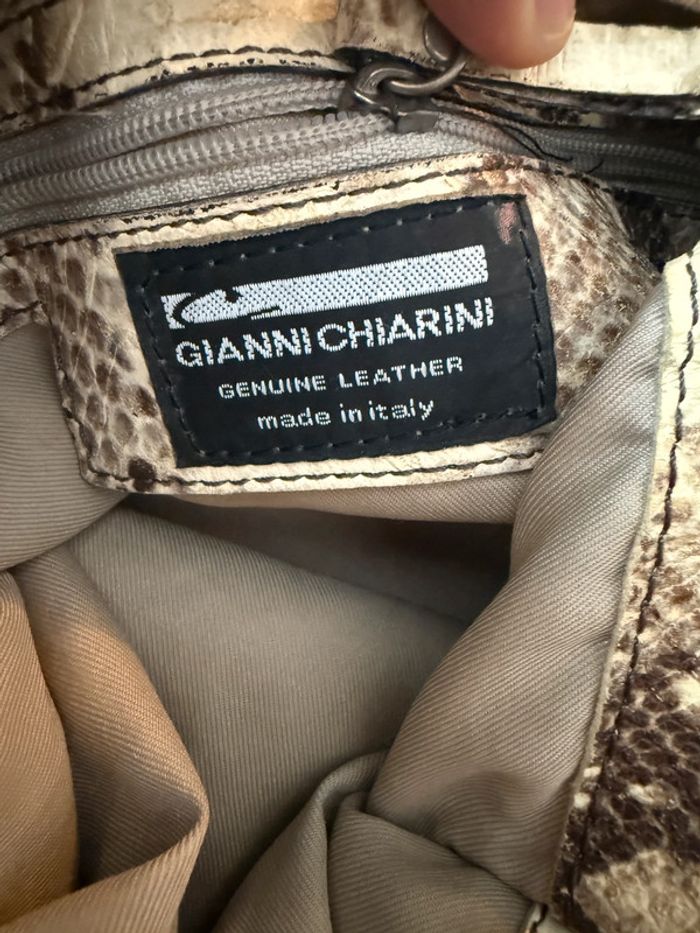 GIANNI CHIARINI
GENUINE LEATHER
made in italy